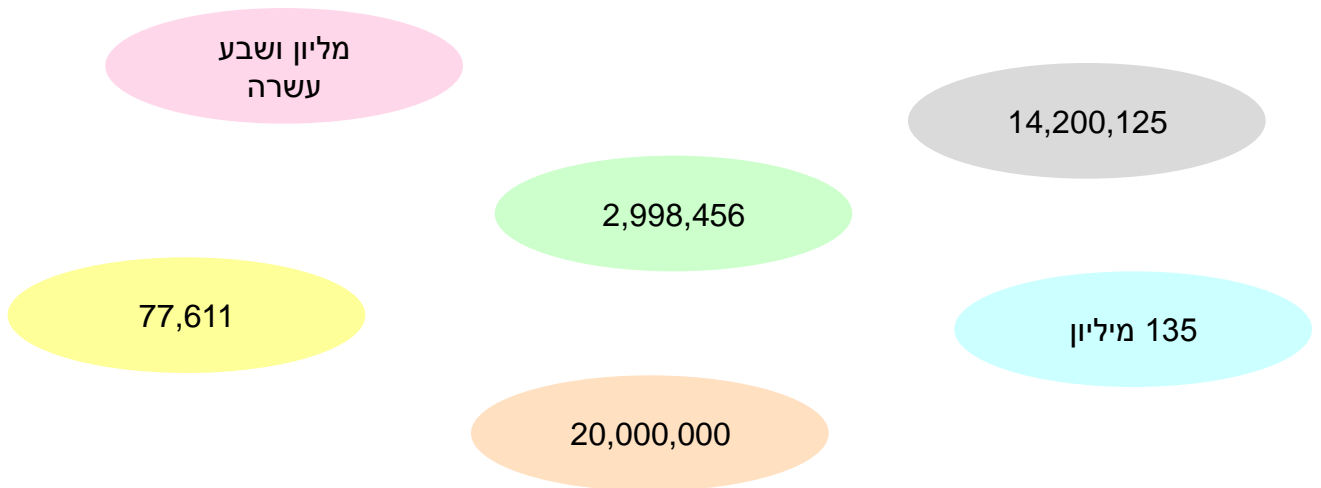 מליון ושבע
עשרה
14,200,125
2,998,456
77,611
135 מיליון
20,000,000